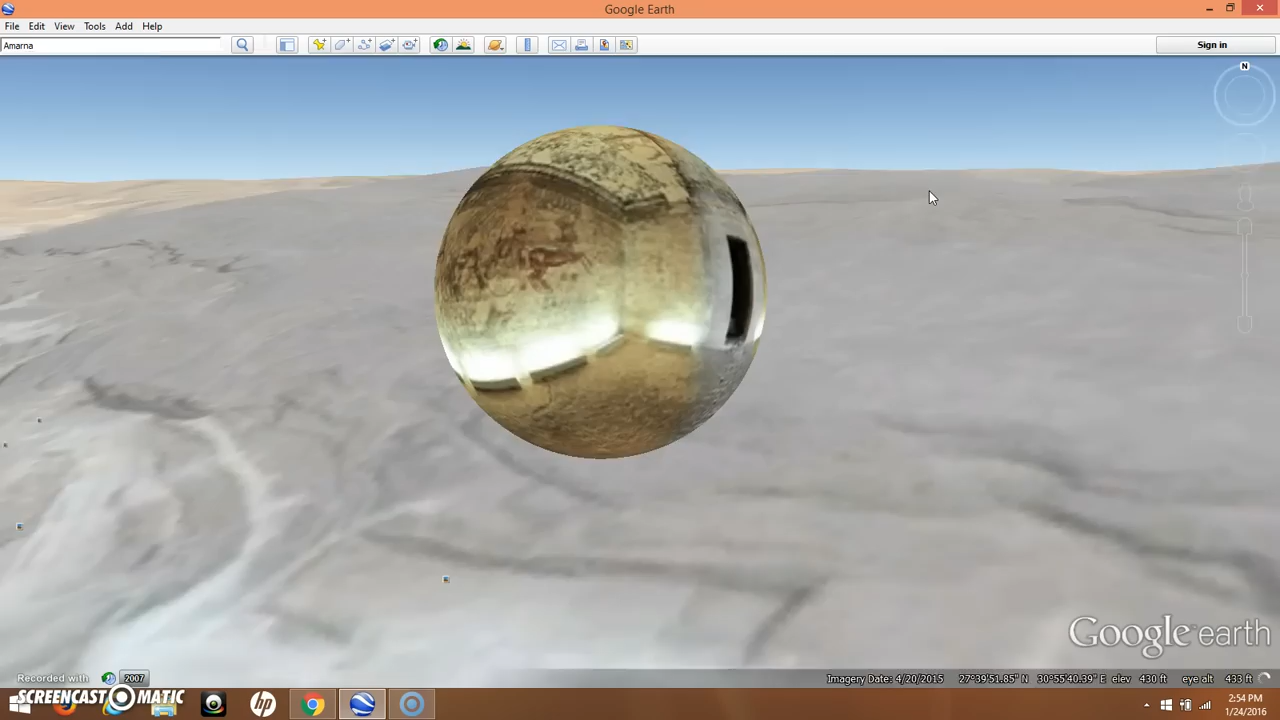 Google Earth
File Edit View Tools Add Help
Amarna
Sign in
N
Google earth
Recorded with
2007
Imagery Date: 4/20/2015 27°39'51.85" N 30°55'40.39" E elev 430 ft eye alt 433 ft
SCREENCAST O MATIC
hp
2:54 PM
1/24/2016